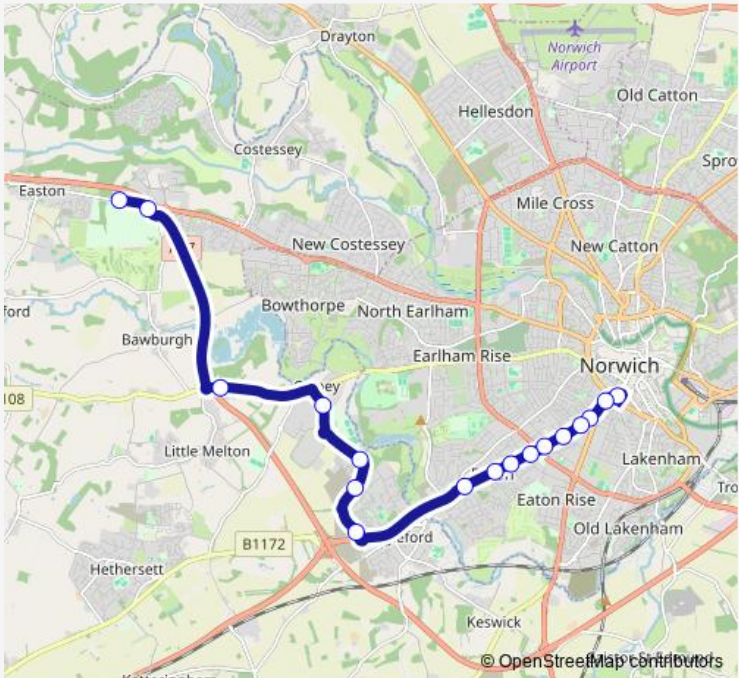 Drayton
Norwich
Airport
Old Catton
Hellesdon
Costessey
Easton
Mile Cross
New Costessey
New Catton
Bowthorpe
North Earlham
Bawburgh
Earlham Rise
Norwich
108
Little Melton
Lakenham
Eaton Rise
Old Lakenham
B1172
Hethersett
Keswick
© OpenStreetMap contributors